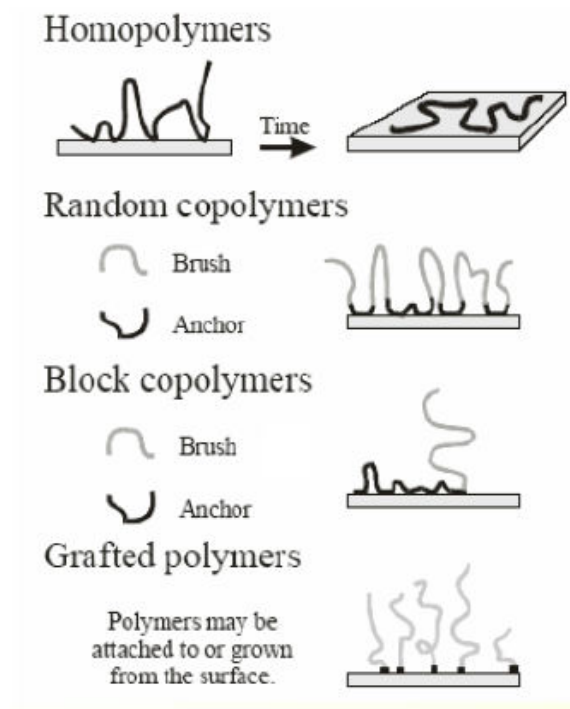 Homopolymers
Time
Random copolymers
Brush
Anchor
Block copolymers
Brush
Anchor
Grafted polymers
Polymers may be
attached to or grown
from the surface.